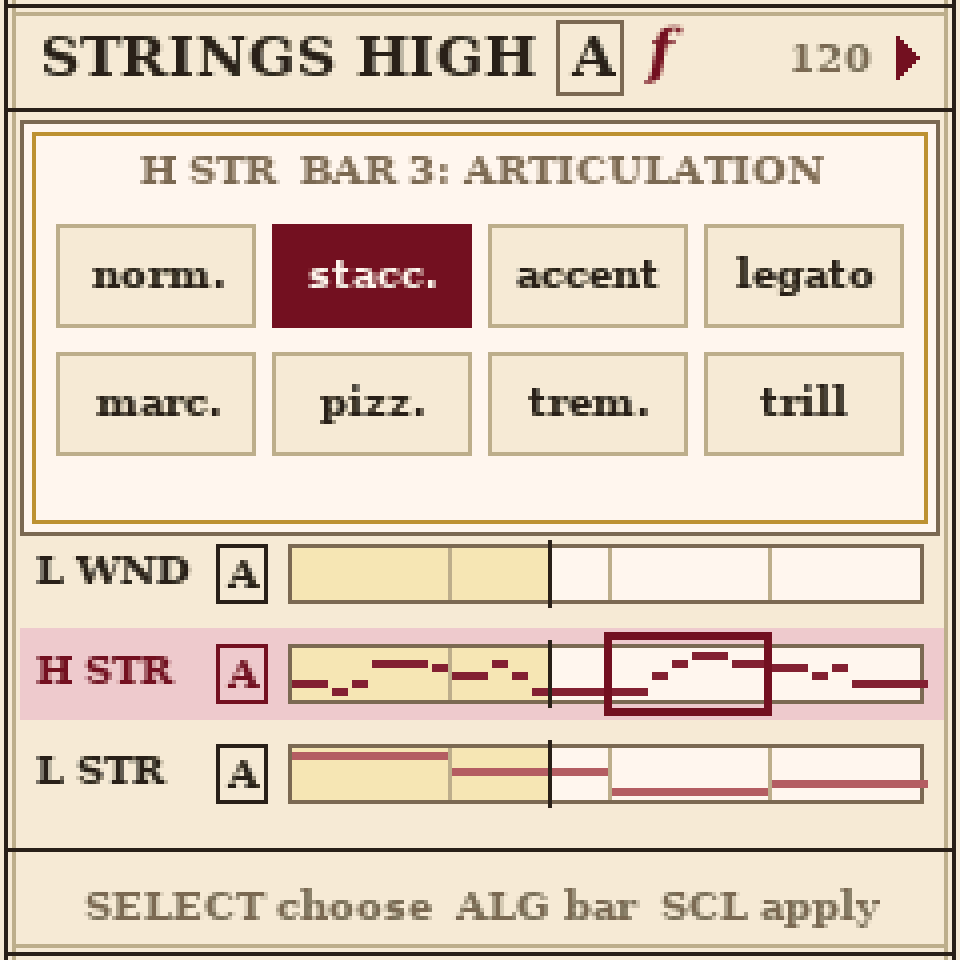 STRINGS HIGH A f 120
H STR BAR 3: ARTICULATION
norm. stacc. accent legato
marc. pizz. trem. trill
L WND A
H STR A
L STR A
SELECT choose ALG bar SCL apply